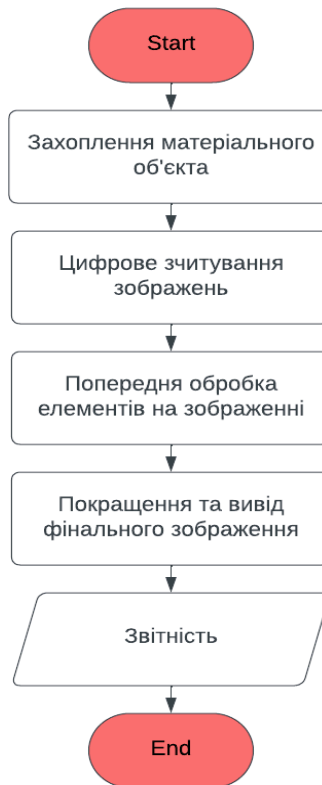 Start
Захоплення матеріального
об'єкта
Цифрове зчитування
зображень
Попередня обробка
елементів на зображенні
Покращення та вивід
фінального зображення
Звітність
End